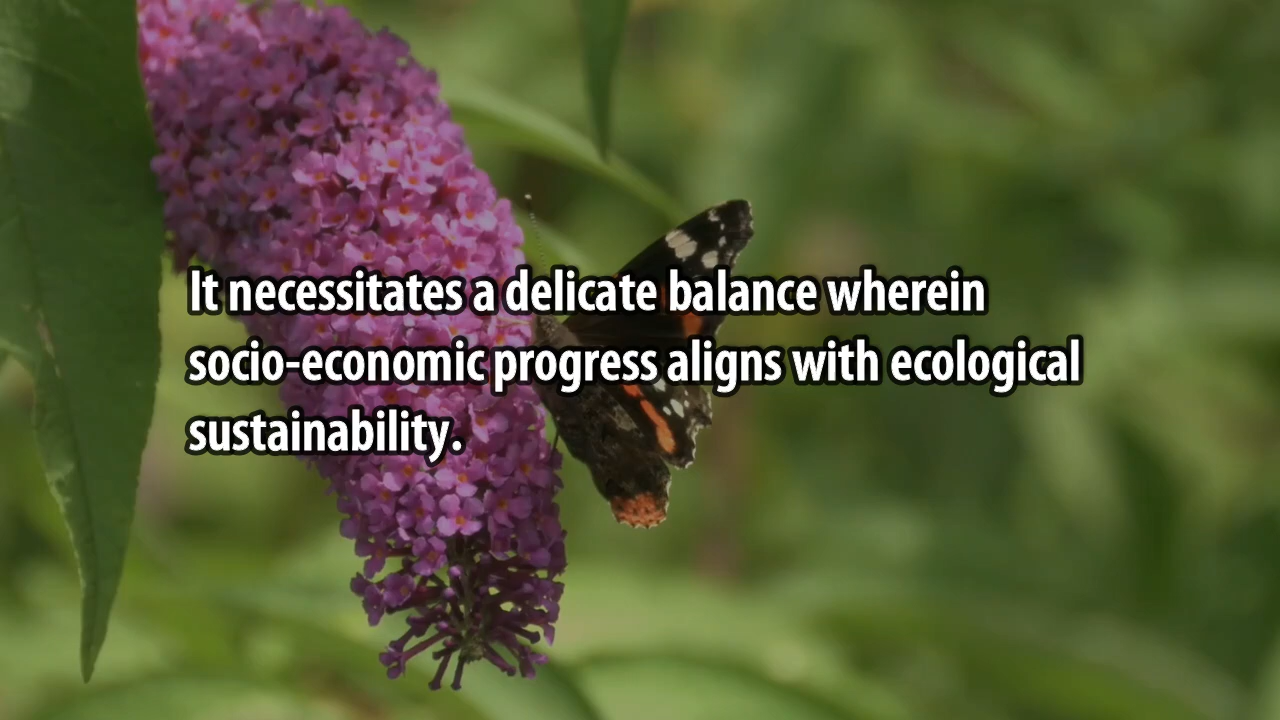 It necessitates a delicate balance wherein
socio-economic progress aligns with ecological
sustainability.